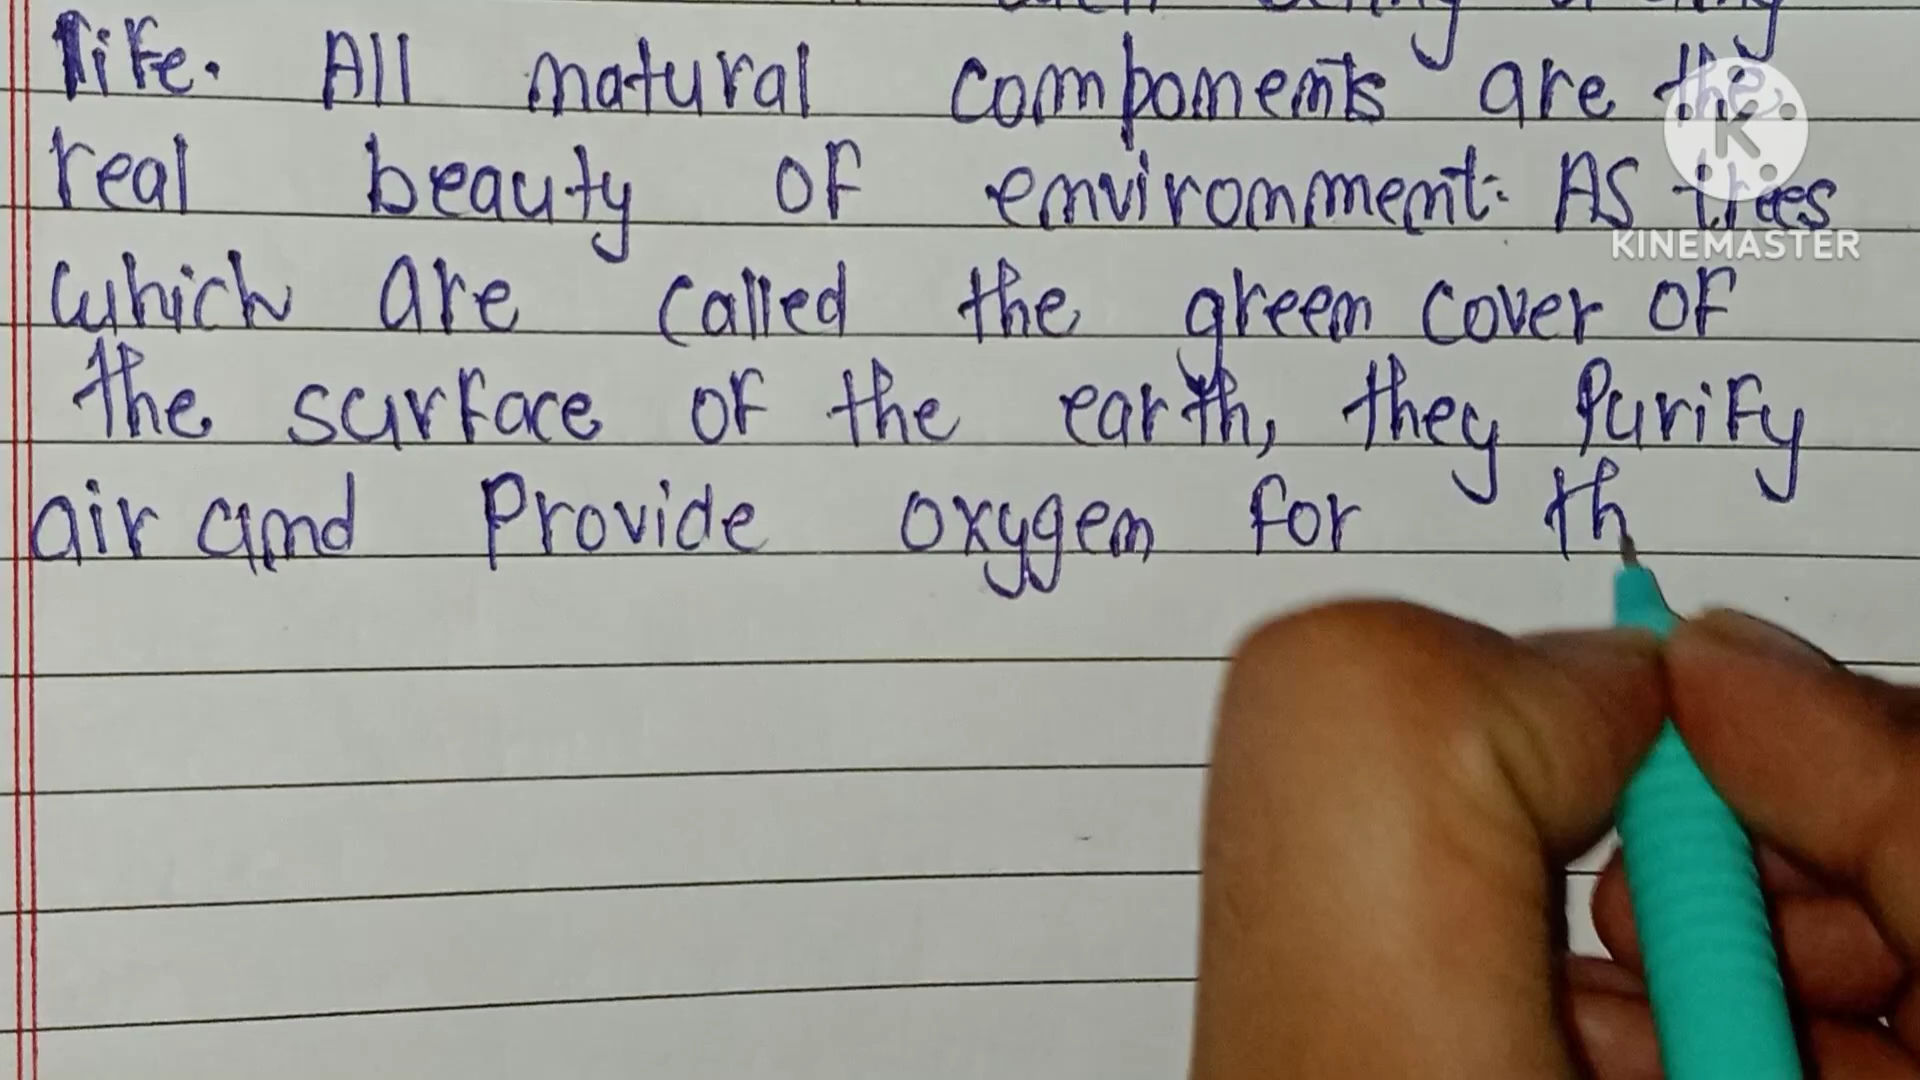 life. All natural components are the
real beauty of environment. As trees
KINEMASTER
which are called the green cover of
the surface of the earth, they Purify
air and Provide oxygen for th